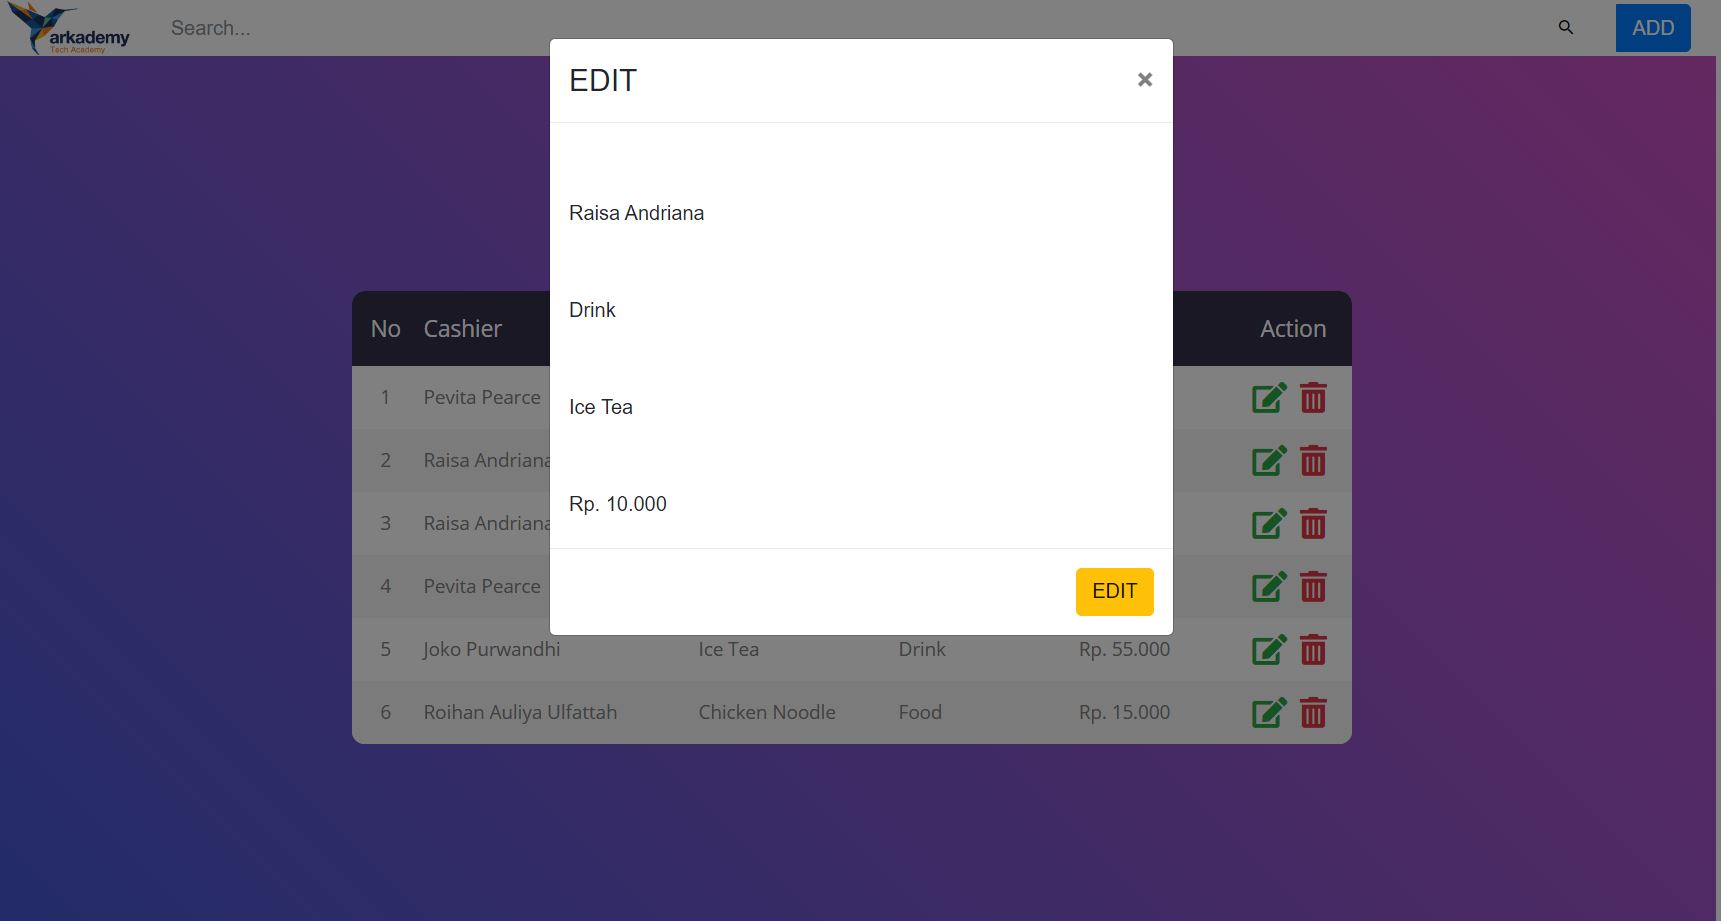 arkademy
Tech Academy
Search...
ADD
EDIT
×
Raisa Andriana
Drink
Ice Tea
Rp. 10.000
EDIT
No Cashier Action
1 Pevita Pearce
2 Raisa Andriana
3 Raisa Andriana
4 Pevita Pearce
5 Joko Purwandhi Ice Tea Drink Rp. 55.000
6 Roihan Auliya Ulfattah Chicken Noodle Food Rp. 15.000